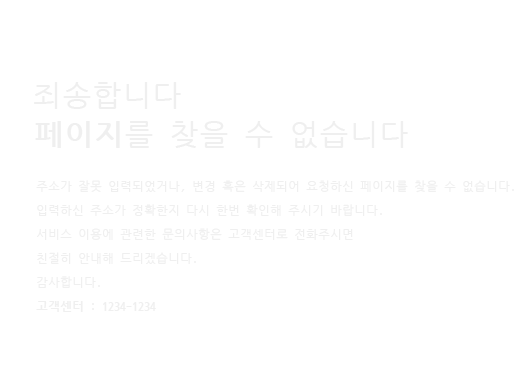 죄송합니다
페이지를 찾을 수 없습니다
주소가 잘못 입력되었거나, 변경 혹은 삭제되어 요청하신 페이지를 찾을 수 없습니다.
입력하신 주소가 정확한지 다시 한번 확인해 주시기 바랍니다.
서비스 이용에 관련한 문의사항은 고객센터로 전화주시면
친절히 안내해 드리겠습니다.
감사합니다.
고객센터 : 1234-1234